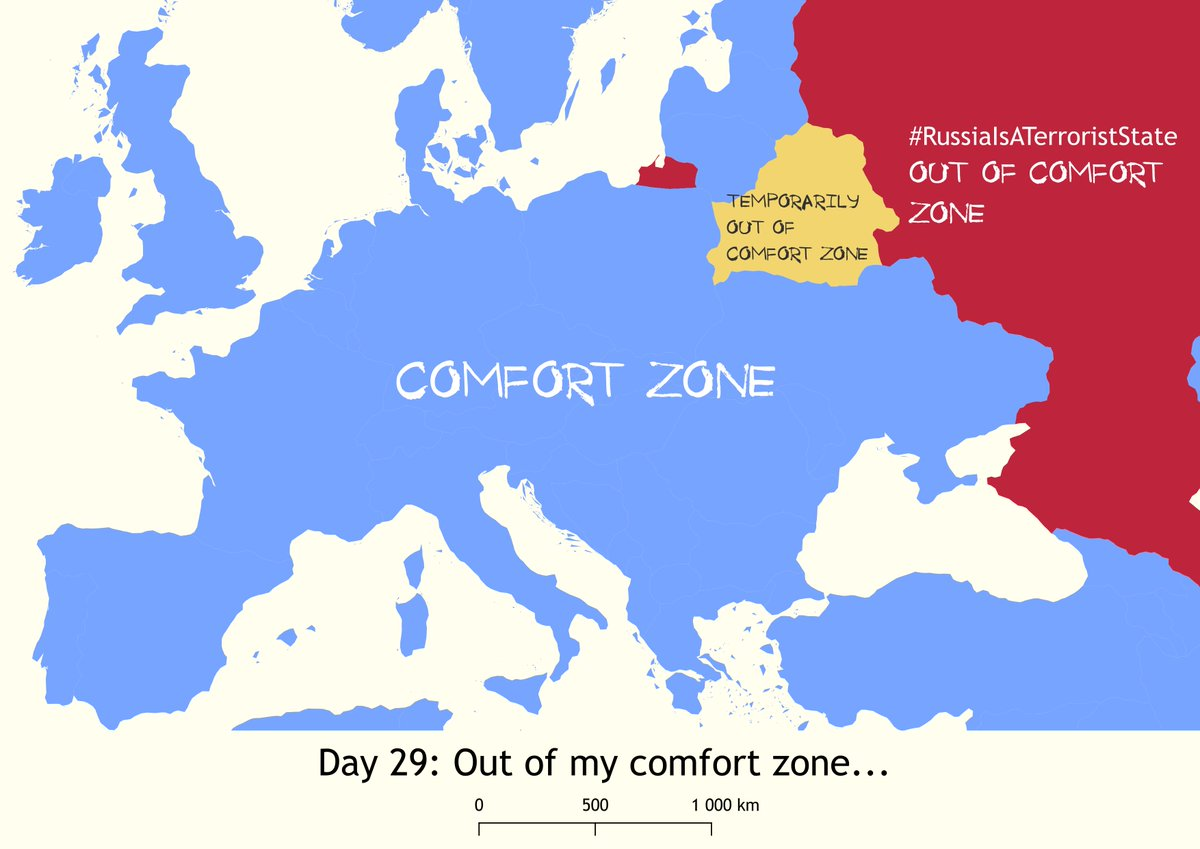 #RussiaIsATerroristState
OUT OF COMFORT
ZONE
TEMPORARILY
OUT OF
COMFORT ZONE
COMFORT ZONE
Day 29: Out of my comfort zone...
0 500 1 000 km